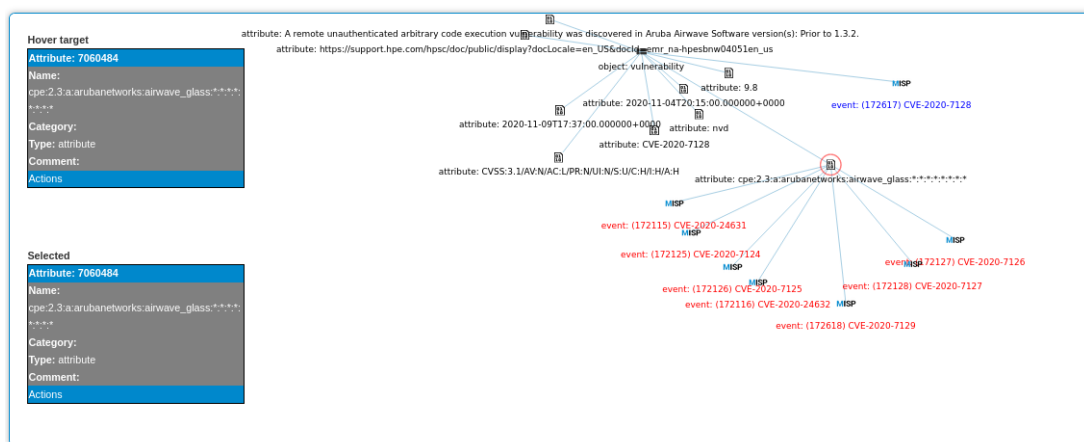 Hover target
Attribute: 7060484
Name:
cpe:2.3:a:arubanetworks:airwave_glass:*:*:*:*:
*:*:*:*
Category:
Type: attribute
Comment:
Actions
Selected
Attribute: 7060484
Name:
cpe:2.3:a:arubanetworks:airwave_glass:*:*:*:*:
*:*:*:*
Category:
Type: attribute
Comment:
Actions
attribute: A remote unauthenticated arbitrary code execution vulnerability was discovered in Aruba Airwave Software version(s): Prior to 1.3.2.
attribute: https://support.hpe.com/hpsc/doc/public/display?docLocale=en_US&docId=emr_na-hpesbnw04051en_us
object: vulnerability
attribute: 9.8
MISP
attribute: 2020-11-04T20:15:00.000000+0000
event: (172617) CVE-2020-7128
attribute: 2020-11-09T17:37:00.000000+0000
attribute: nvd
attribute: CVE-2020-7128
attribute: CVSS:3.1/AV:N/AC:L/PR:N/UI:N/S:U/C:H/I:H/A:H
attribute: cpe:2.3:a:arubanetworks:airwave_glass:*:*:*:*:*:*:*:*
MISP
event: (172115) CVE-2020-24631
MISP
MISP
event: (172125) CVE-2020-7124
event: (172127) CVE-2020-7126
MISP
MISP
MISP
event: (172126) CVE-2020-7125
event: (172128) CVE-2020-7127
event: (172116) CVE-2020-24632
MISP
event: (172618) CVE-2020-7129